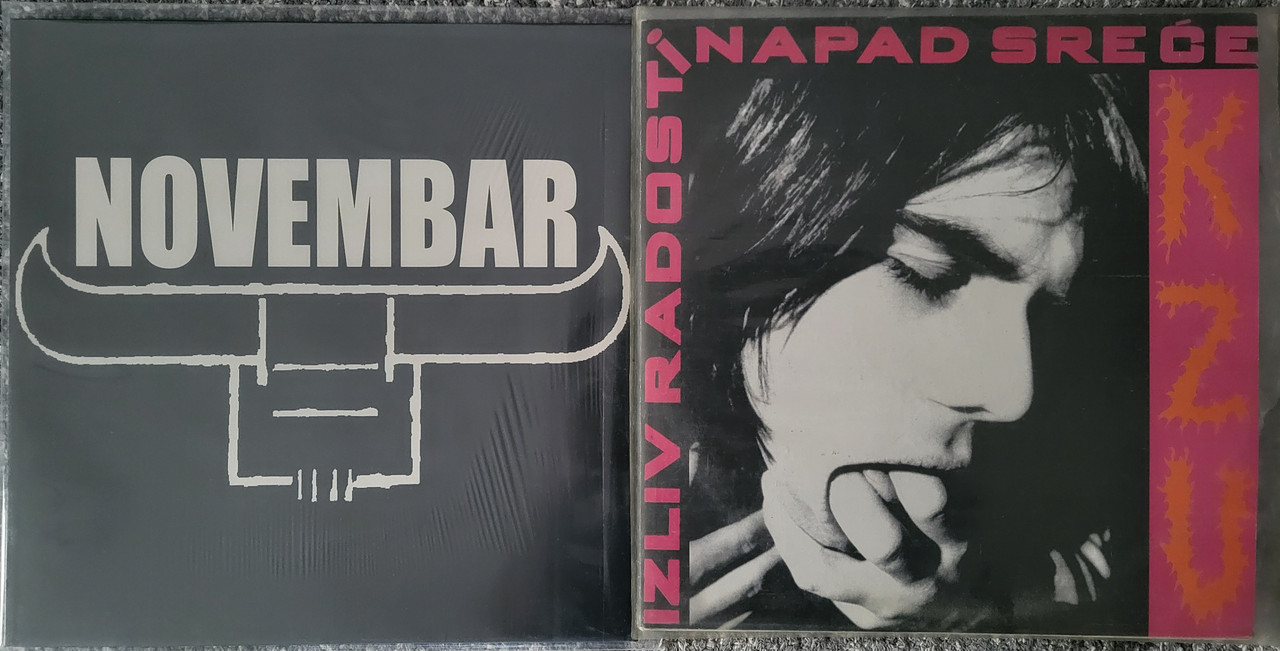 NOVEMBAR
IZLIV RADOSTI
NAPAD SREĆE
KZU